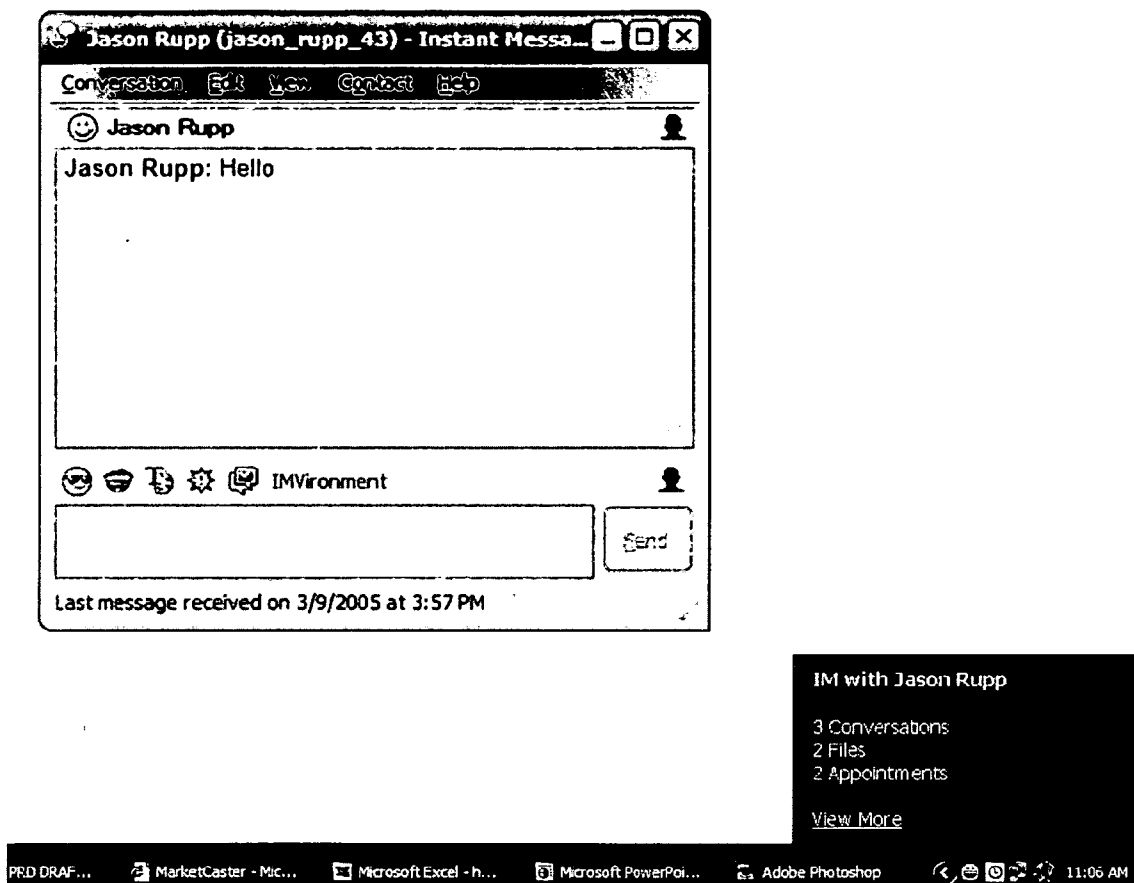 Jason Rupp (jason_rupp_43) - Instant Messa...
Conversation Edit View Contact Help
Jason Rupp
Jason Rupp: Hello
IMVironment
Send
Last message received on 3/9/2005 at 3:57 PM
IM with Jason Rupp
3 Conversations
2 Files
2 Appointments
View More
PRD DRAF... MarketCaster - Mic... Microsoft Excel - h... Microsoft PowerPoi... Adobe Photoshop 11:06 AM